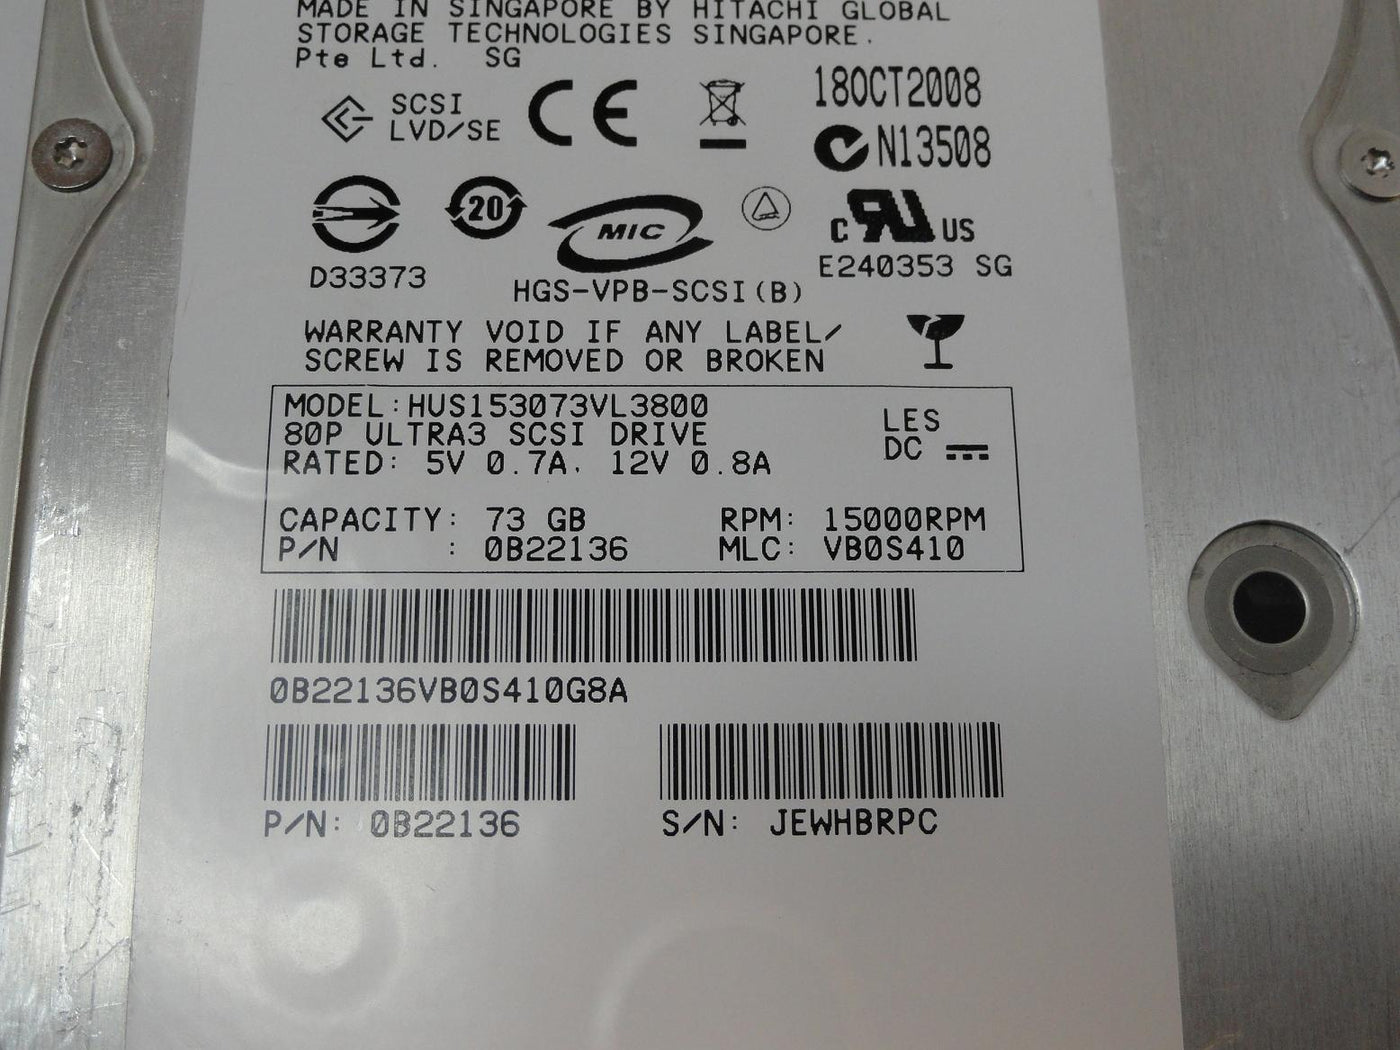 MADE IN SINGAPORE BY HITACHI GLOBAL
STORAGE TECHNOLOGIES SINGAPORE.
Pte Ltd. SG
SCSI
LVD/SE
CE
18OCT2008
N13508
D33373
20
MIC
HGS-VPB-SCSI(B)
C RU US
E240353 SG
WARRANTY VOID IF ANY LABEL/
SCREW IS REMOVED OR BROKEN
MODEL:HUS153073VL3800
80P ULTRA3 SCSI DRIVE
RATED: 5V 0.7A, 12V 0.8A
LES
DC
CAPACITY: 73 GB RPM: 15000RPM
P/N : 0B22136 MLC: VB0S410
0B22136VB0S410G8A
P/N: 0B22136 S/N: JEWHBRPC